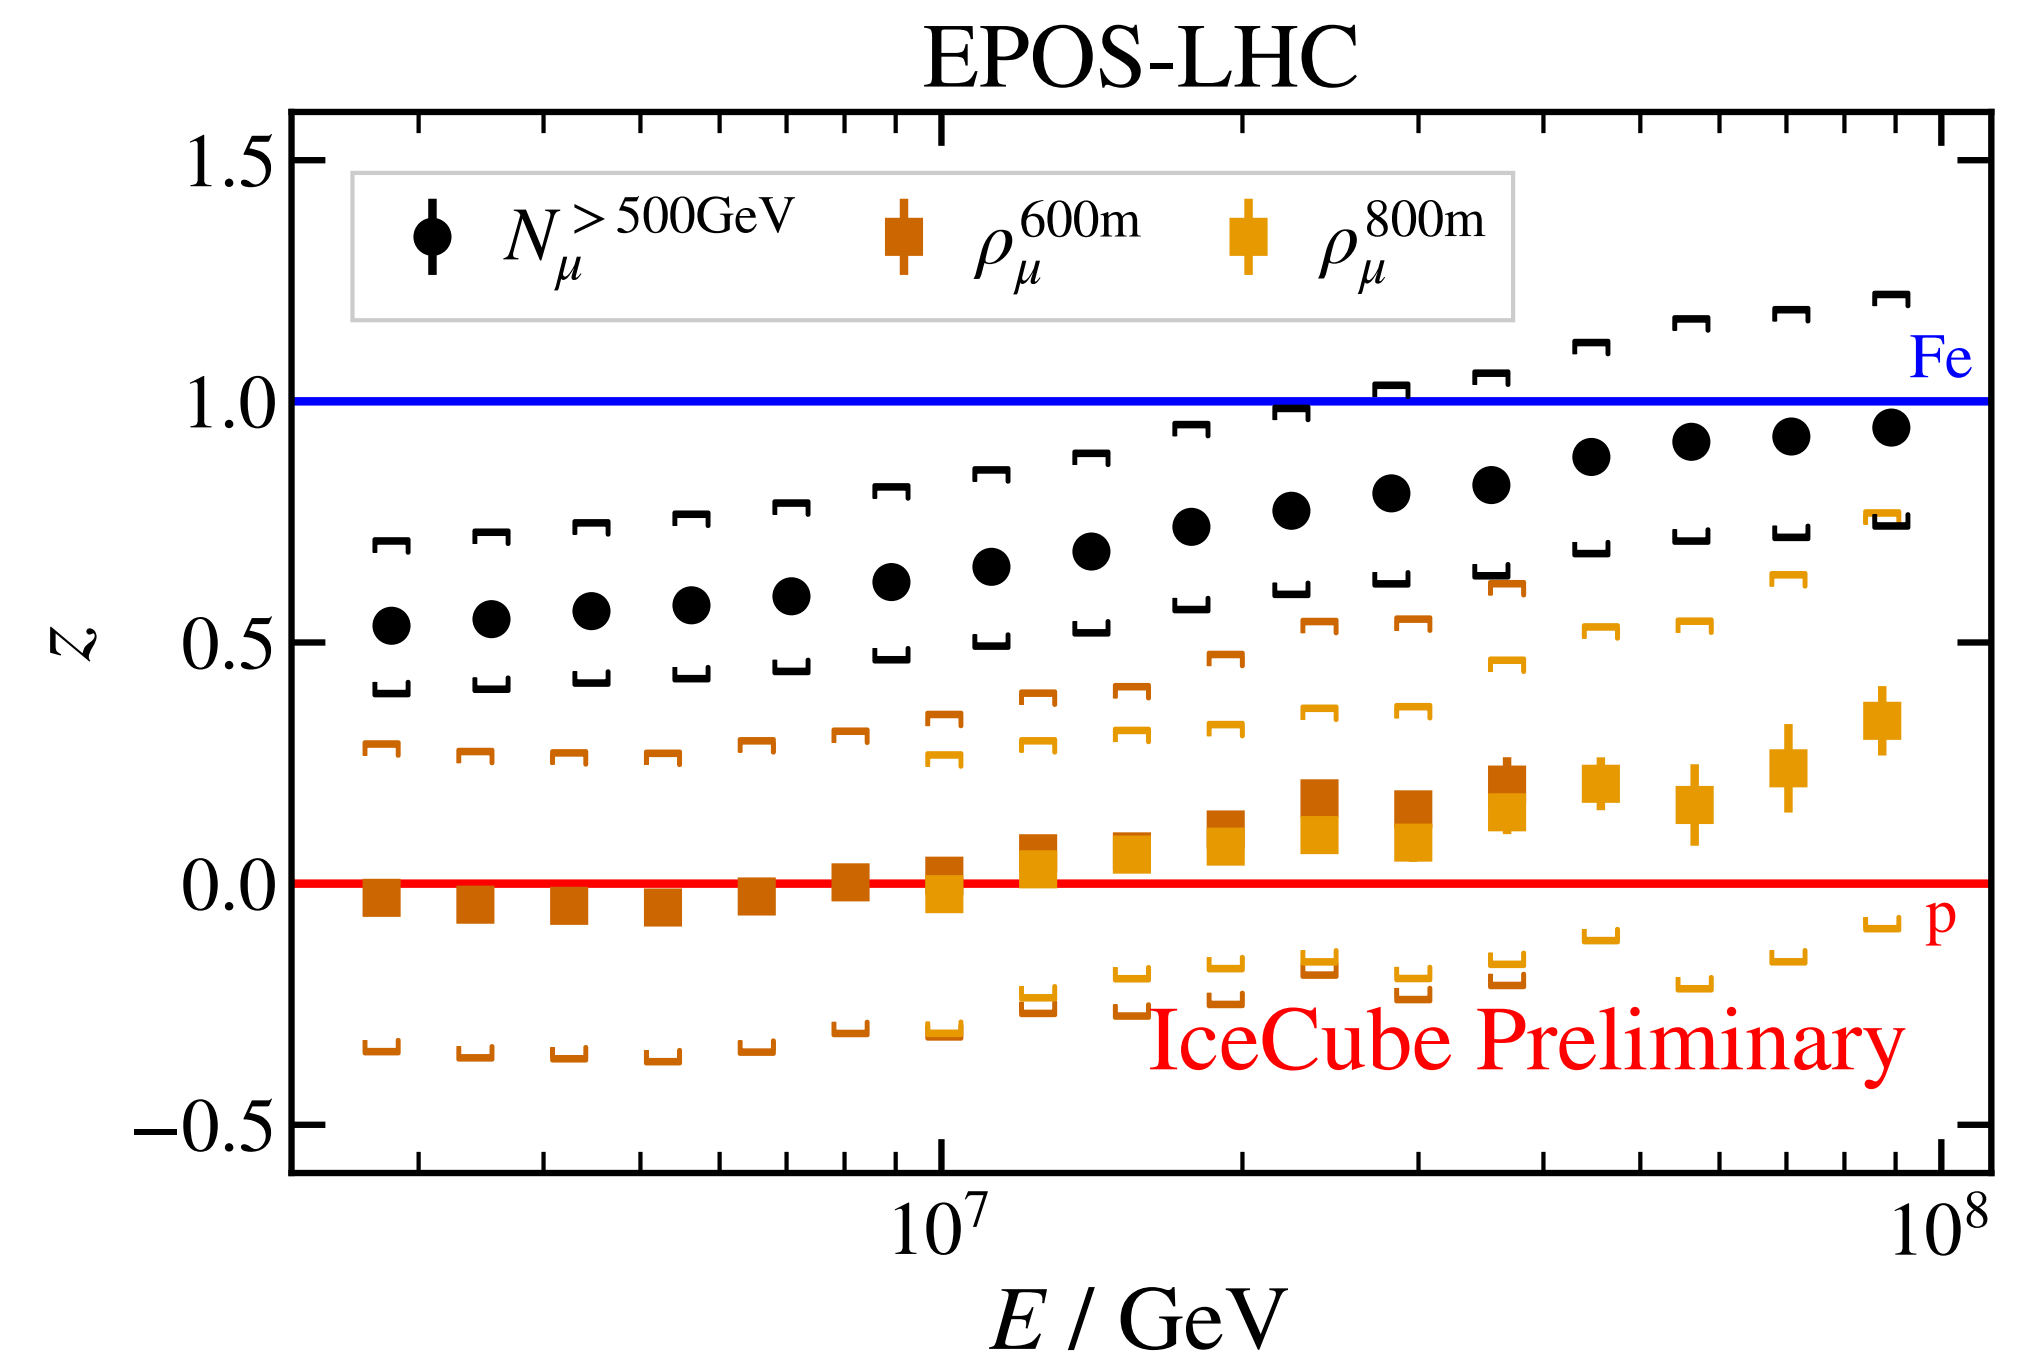 EPOS-LHC
1.5
N_μ^{>500GeV} ρ_μ^{600m} ρ_μ^{800m}
Fe
1.0
z
0.5
0.0
p
IceCube Preliminary
−0.5
10^7 10^8
E / GeV